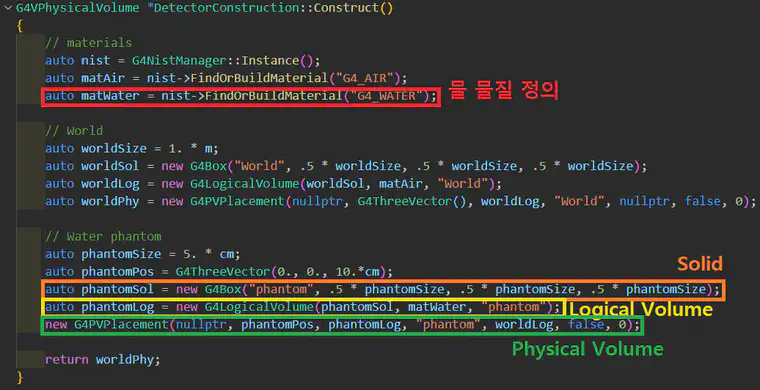 G4VPhysicalVolume *DetectorConstruction::Construct()
{
// materials
auto nist = G4NistManager::Instance();
auto matAir = nist->FindOrBuildMaterial("G4_AIR");
auto matWater = nist->FindOrBuildMaterial("G4_WATER"); 물 물질 정의
// World
auto worldSize = 1. * m;
auto worldSol = new G4Box("World", .5 * worldSize, .5 * worldSize, .5 * worldSize);
auto worldLog = new G4LogicalVolume(worldSol, matAir, "World");
auto worldPhy = new G4PVPlacement(nullptr, G4ThreeVector(), worldLog, "World", nullptr, false, 0);
// Water phantom
auto phantomSize = 5. * cm;
auto phantomPos = G4ThreeVector(0., 0., 10.*cm);
Solid
auto phantomSol = new G4Box("phantom", .5 * phantomSize, .5 * phantomSize, .5 * phantomSize);
auto phantomLog = new G4LogicalVolume(phantomSol, matWater, "phantom"); Logical Volume
new G4PVPlacement(nullptr, phantomPos, phantomLog, "phantom", worldLog, false, 0);
Physical Volume
return worldPhy;
}